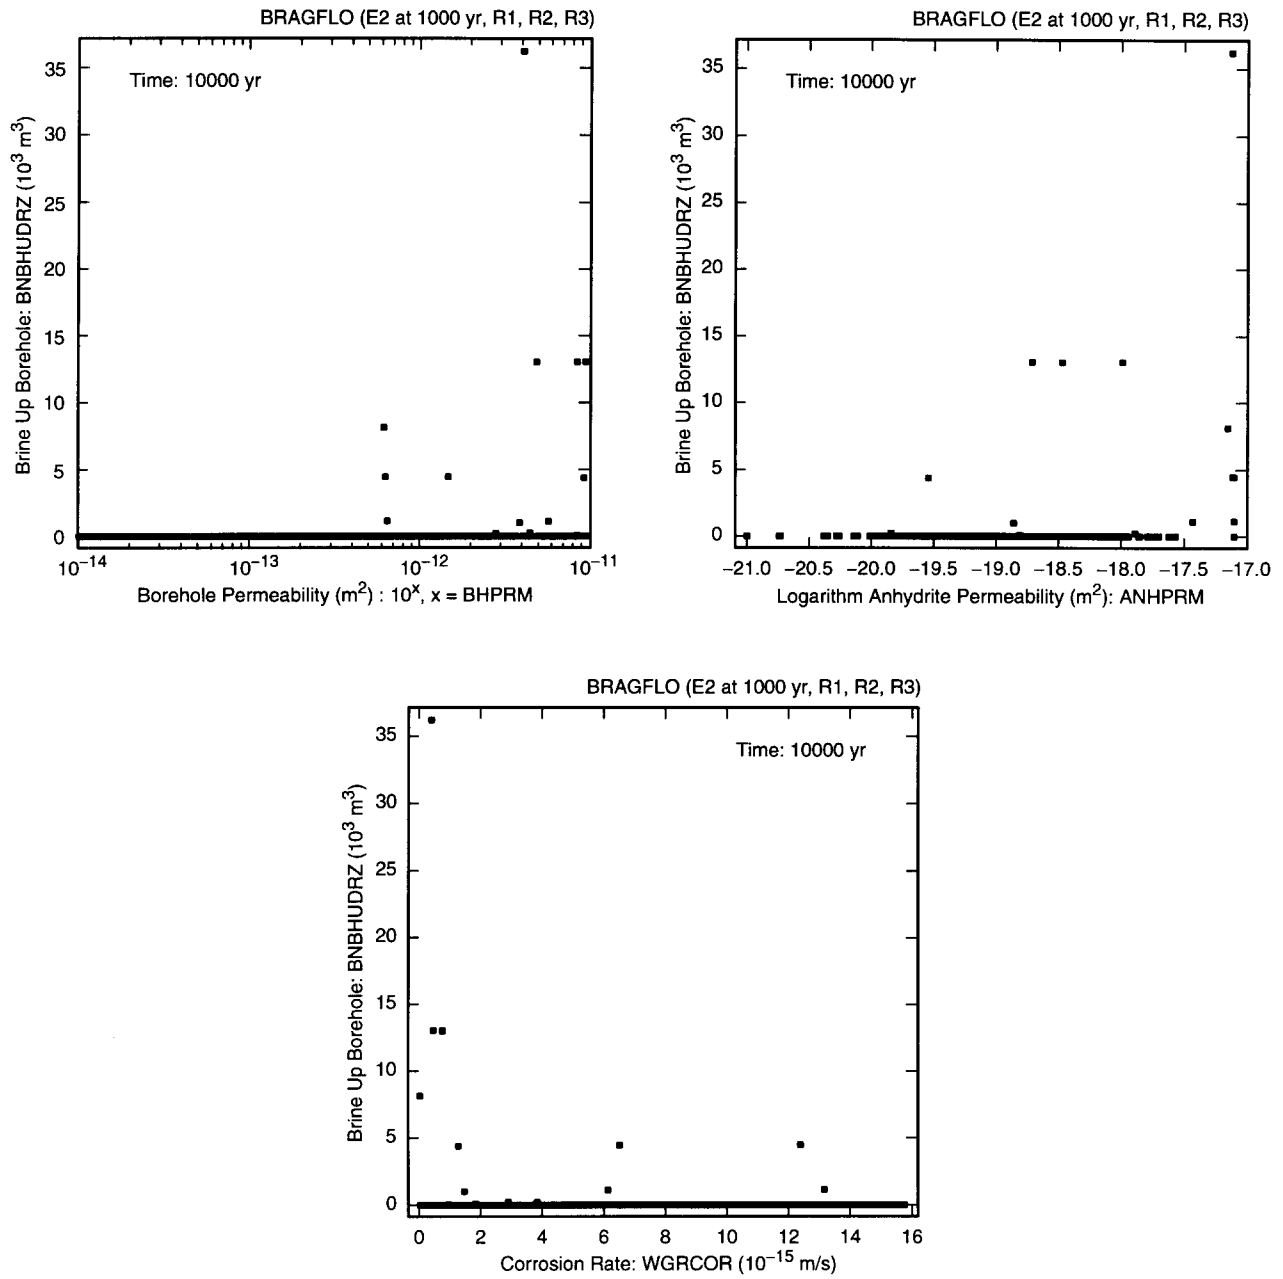 BRAGFLO (E2 at 1000 yr, R1, R2, R3)
Time: 10000 yr
Brine Up Borehole: BNBHUDRZ (10³ m³)
35
30
25
20
15
10
5
0
10⁻¹⁴ 10⁻¹³ 10⁻¹² 10⁻¹¹
Borehole Permeability (m²) : 10ˣ, x = BHPRM
BRAGFLO (E2 at 1000 yr, R1, R2, R3)
Time: 10000 yr
Brine Up Borehole: BNBHUDRZ (10³ m³)
35
30
25
20
15
10
5
0
−21.0 −20.5 −20.0 −19.5 −19.0 −18.5 −18.0 −17.5 −17.0
Logarithm Anhydrite Permeability (m²): ANHPRM
BRAGFLO (E2 at 1000 yr, R1, R2, R3)
Time: 10000 yr
Brine Up Borehole: BNBHUDRZ (10³ m³)
35
30
25
20
15
10
5
0
0 2 4 6 8 10 12 14 16
Corrosion Rate: WGRCOR (10⁻¹⁵ m/s)